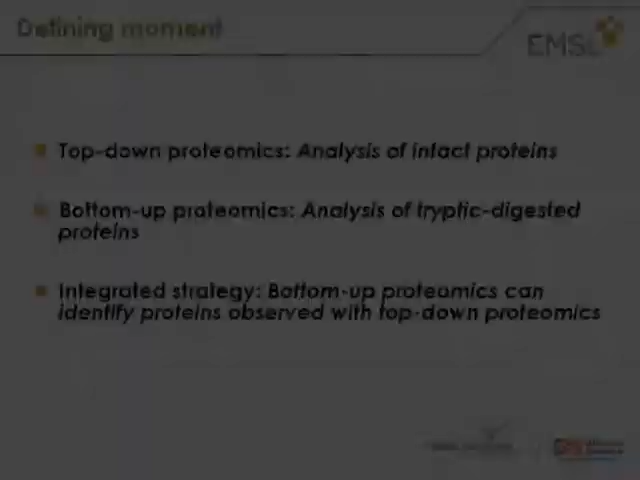 Defining moment
EMSL
Top-down proteomics: Analysis of intact proteins
Bottom-up proteomics: Analysis of tryptic-digested
proteins
Integrated strategy: Bottom-up proteomics can
identify proteins observed with top-down proteomics